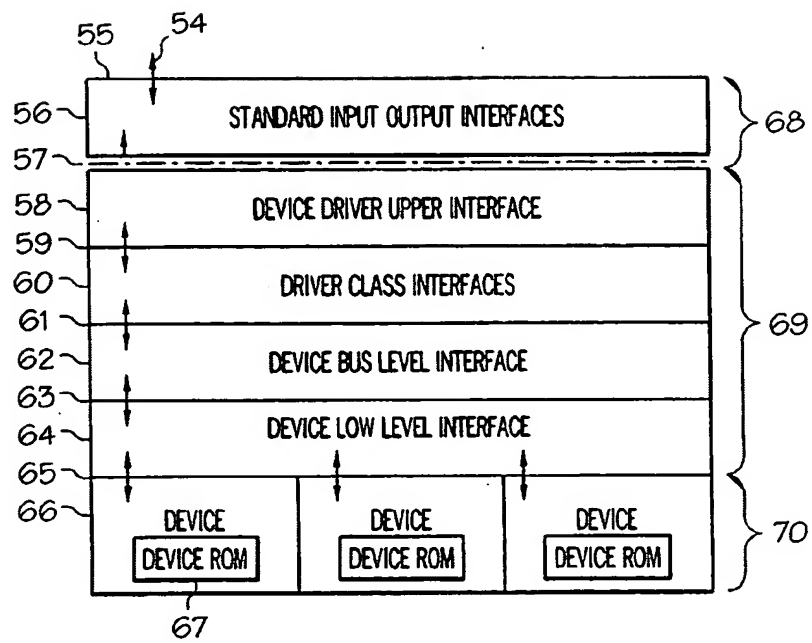 55
54
56
STANDARD INPUT OUTPUT INTERFACES
68
57
58
DEVICE DRIVER UPPER INTERFACE
59
60
DRIVER CLASS INTERFACES
61
69
62
DEVICE BUS LEVEL INTERFACE
63
64
DEVICE LOW LEVEL INTERFACE
65
66
DEVICE DEVICE DEVICE
70
DEVICE ROM DEVICE ROM DEVICE ROM
67